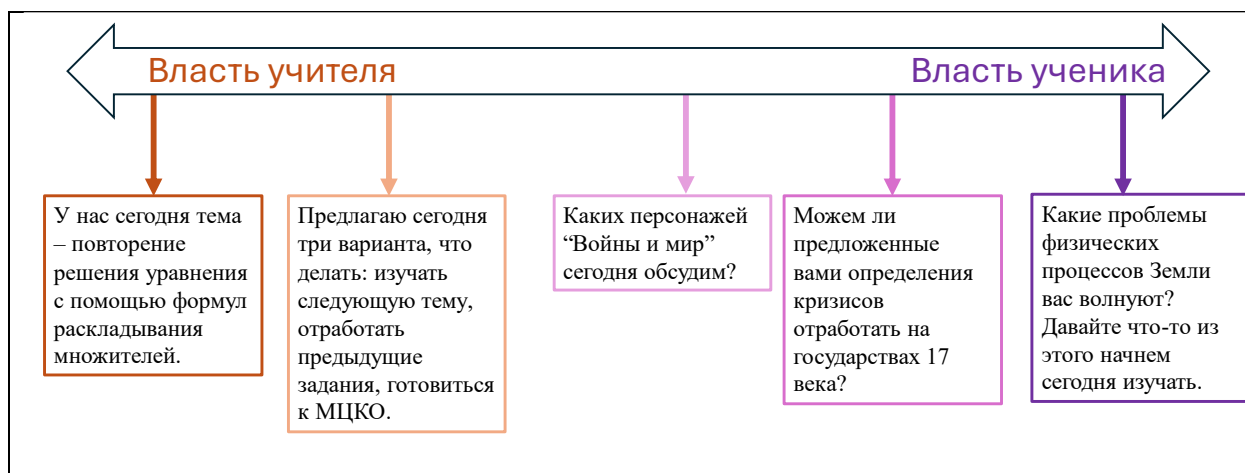 Власть учителя
Власть ученика
У нас сегодня тема
– повторение
решения уравнения
с помощью формул
раскладывания
множителей.
Предлагаю сегодня
три варианта, что
делать: изучать
следующую тему,
отработать
предыдущие
задания, готовиться
к МЦКО.
Каких персонажей
“Войны и мир”
сегодня обсудим?
Можем ли
предложенные
вами определения
кризисов
отработать на
государствах 17
века?
Какие проблемы
физических
процессов Земли
вас волнуют?
Давайте что-то из
этого начнем
сегодня изучать.